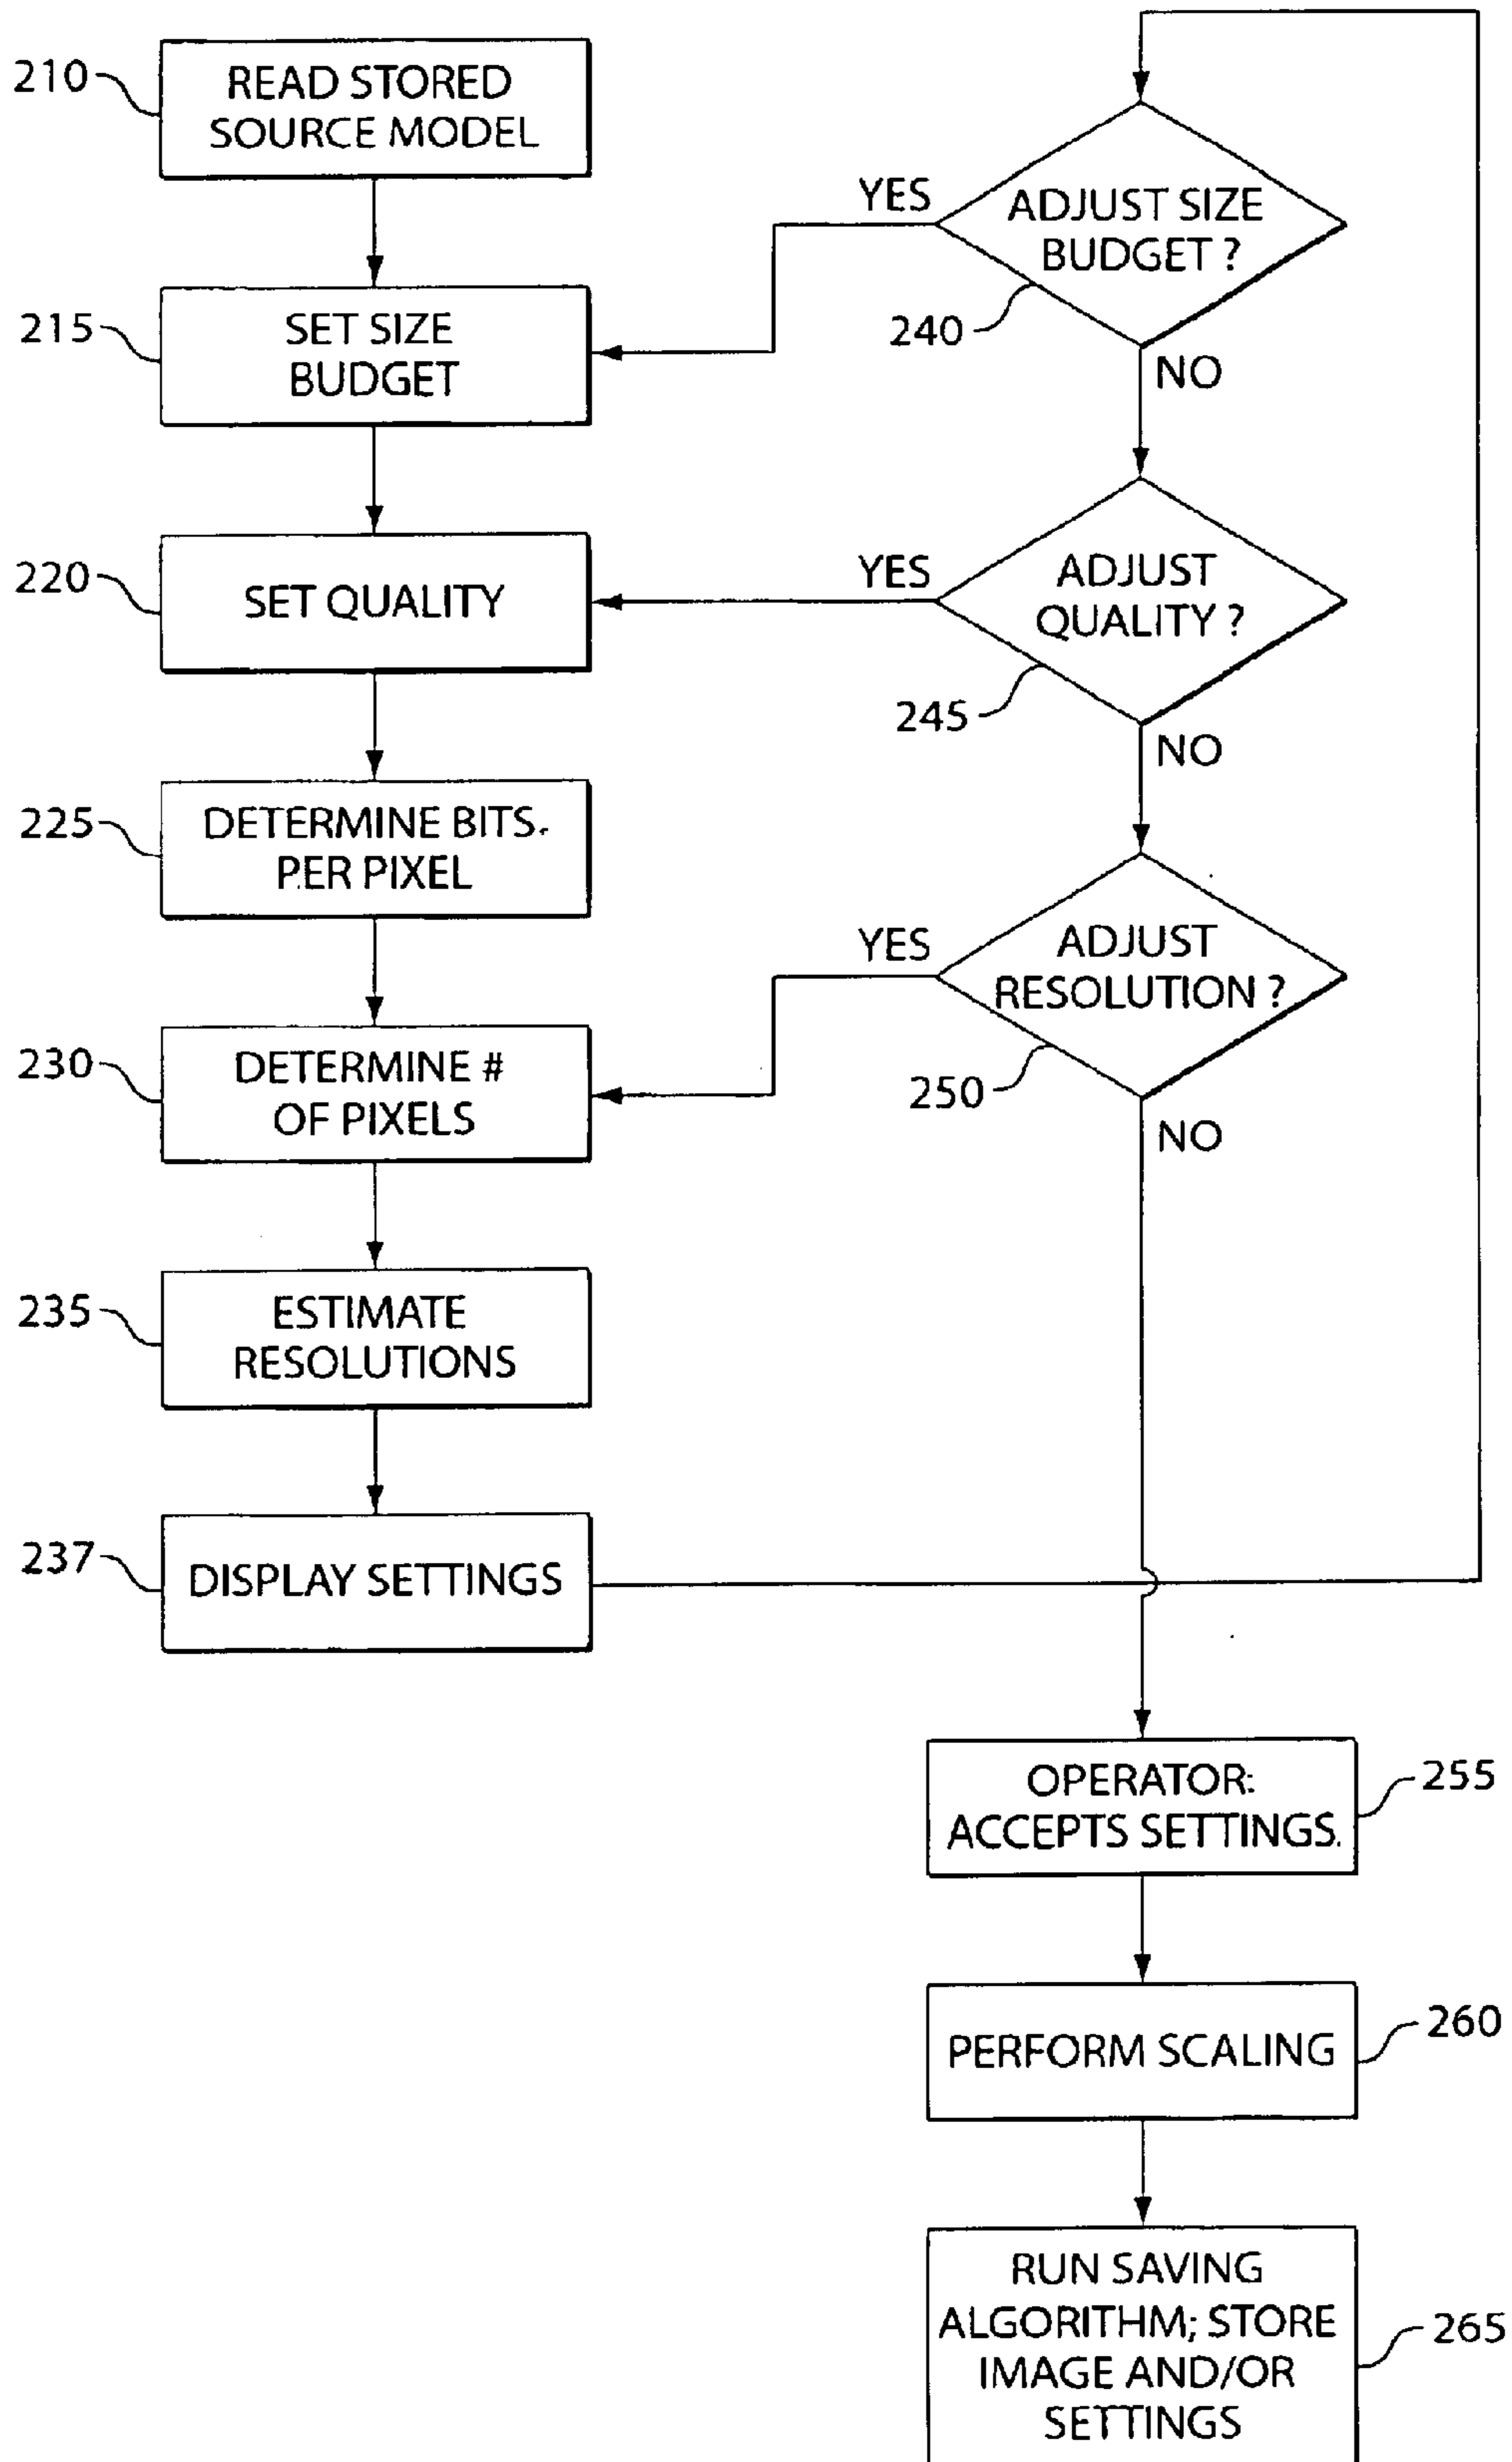 210
READ STORED
SOURCE MODEL
215
SET SIZE
BUDGET
220
SET QUALITY
225
DETERMINE BITS.
PER PIXEL
230
DETERMINE #
OF PIXELS
235
ESTIMATE
RESOLUTIONS
237
DISPLAY SETTINGS
YES
ADJUST SIZE
BUDGET ?
240
NO
YES
ADJUST
QUALITY ?
245
NO
YES
ADJUST
RESOLUTION ?
250
NO
OPERATOR:
ACCEPTS SETTINGS.
255
PERFORM SCALING
260
RUN SAVING
ALGORITHM; STORE
IMAGE AND/OR
SETTINGS
265